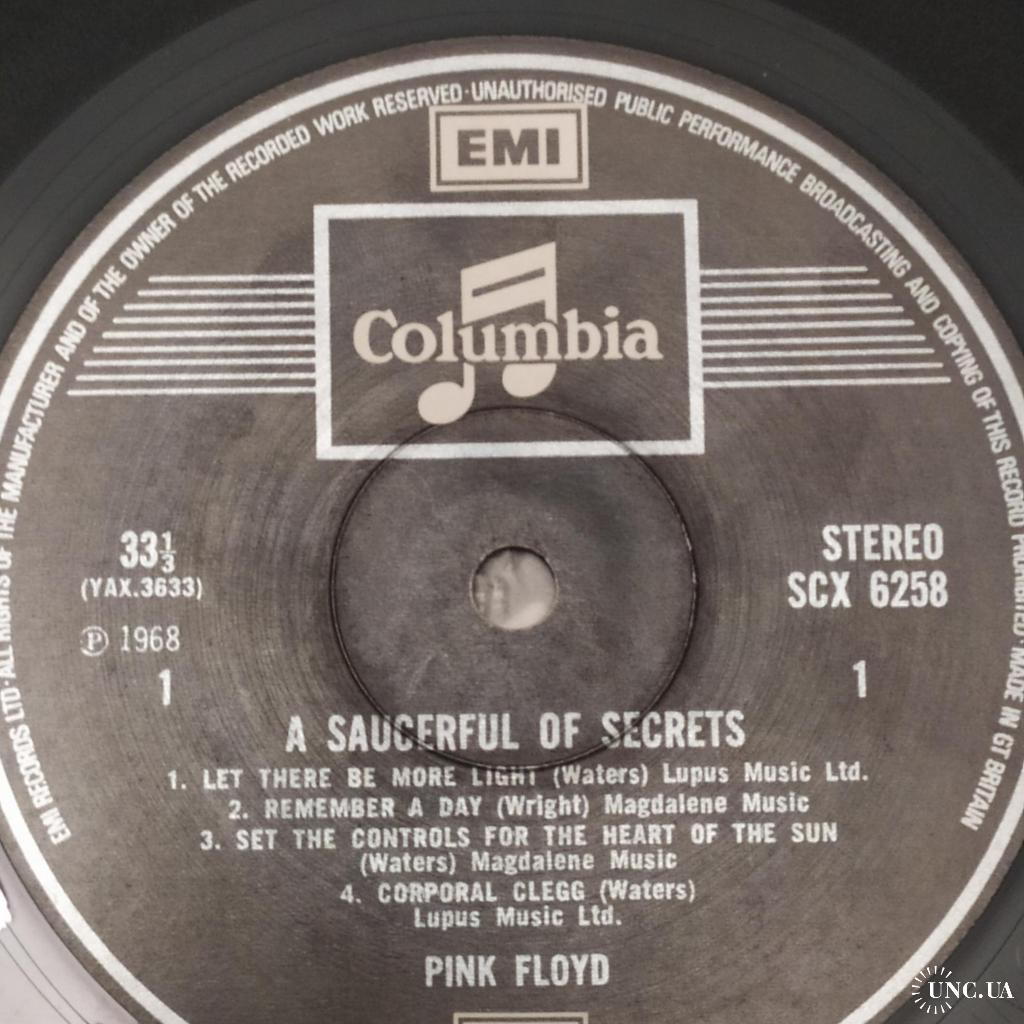 EMI RECORDS LTD·ALL RIGHTS OF THE MANUFACTURER AND OF THE OWNER OF THE RECORDED WORK RESERVED·UNAUTHORISED PUBLIC PERFORMANCE BROADCASTING AND COPYING OF THIS RECORD PROHIBITED·MADE IN GT BRITAIN
EMI
Columbia
33⅓
(YAX.3633)
Ⓟ 1968
1
STEREO
SCX 6258
1
A SAUCERFUL OF SECRETS
1. LET THERE BE MORE LIGHT (Waters) Lupus Music Ltd.
2. REMEMBER A DAY (Wright) Magdalene Music
3. SET THE CONTROLS FOR THE HEART OF THE SUN
(Waters) Magdalene Music
4. CORPORAL CLEGG (Waters)
Lupus Music Ltd.
PINK FLOYD
UNC.UA